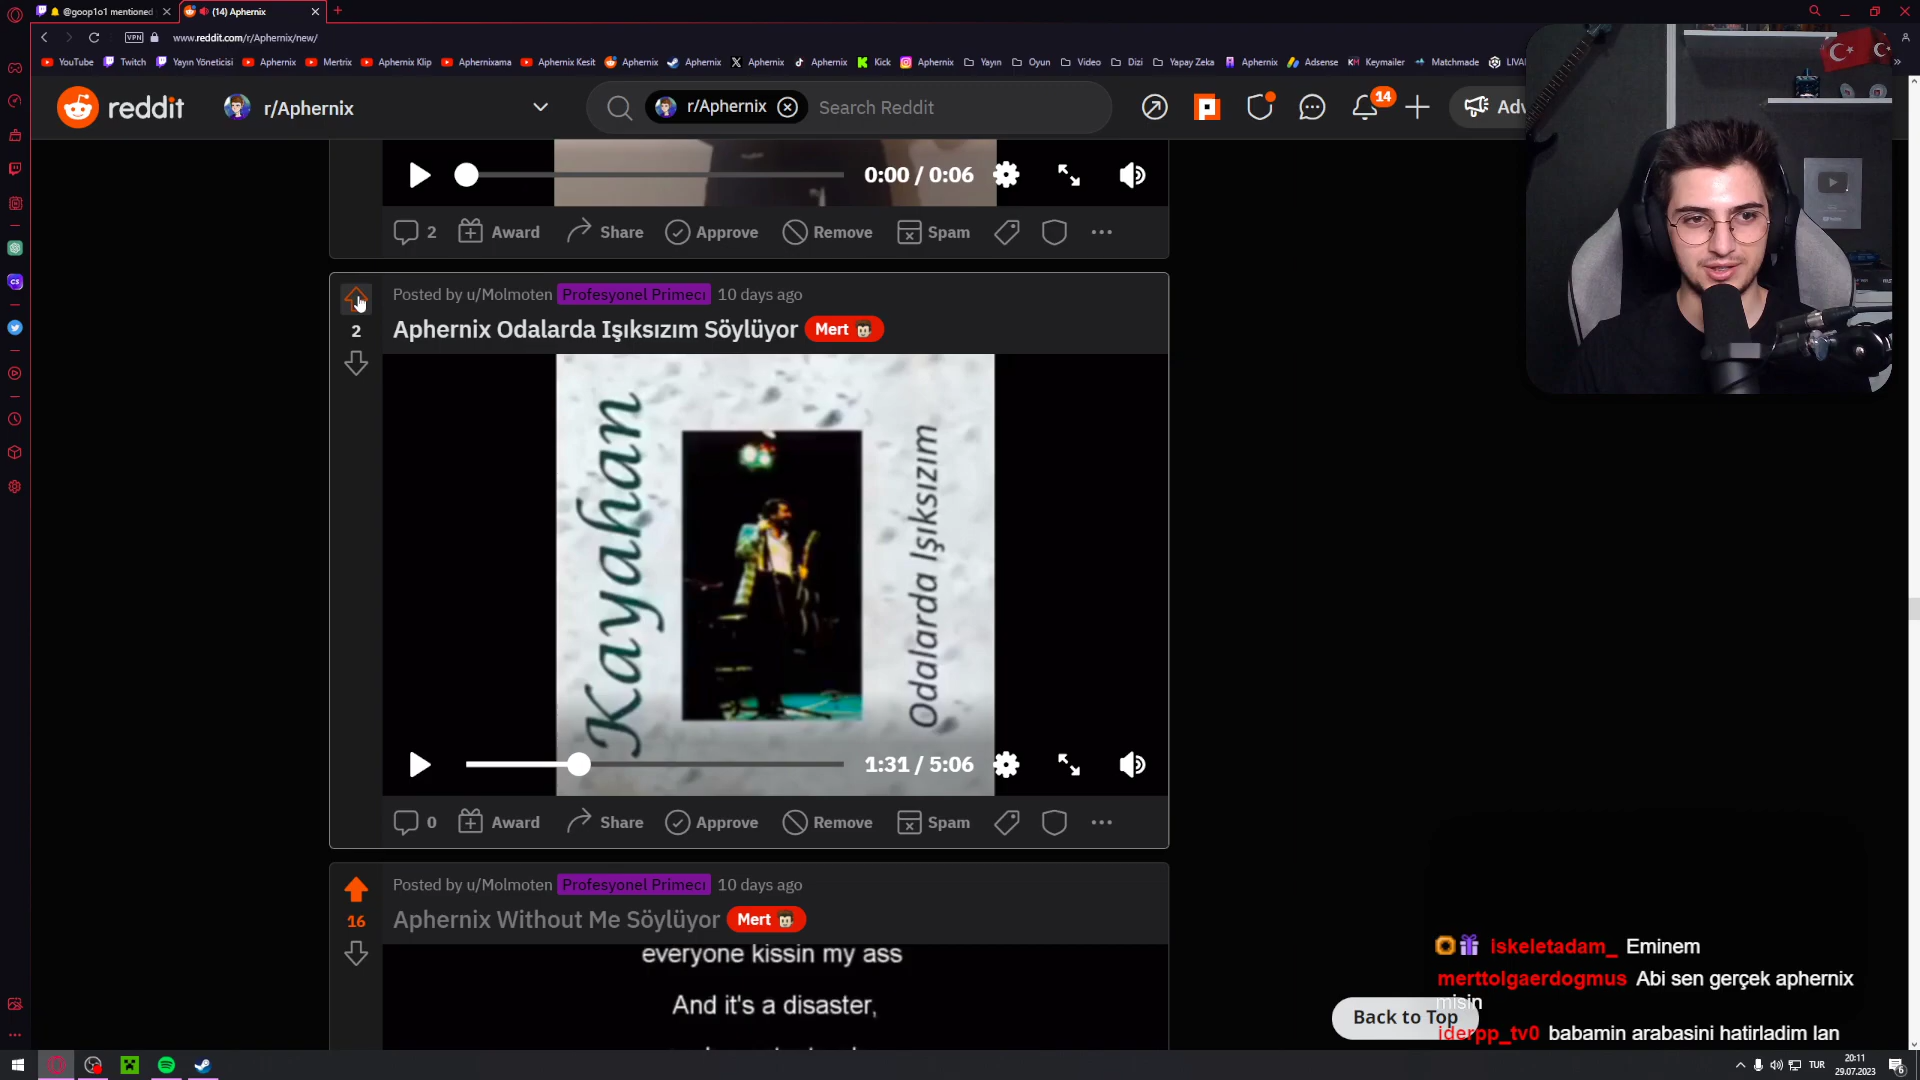 @goop1o1 mentioned
(14) Aphernix
VPN
www.reddit.com/r/Aphernix/new/
YouTube
Twitch
Yayın Yöneticisi
Aphernix
Mertrix
Aphernix Klip
Aphernixama
Aphernix Kesit
Aphernix
Aphernix
Aphernix
Aphernix
Kick
Aphernix
Yayın
Oyun
Video
Dizi
Yapay Zeka
Aphernix
Adsense
Keymailer
Matchmade
reddit
r/Aphernix
r/Aphernix
Search Reddit
14
0:00 / 0:06
2
Award
Share
Approve
Remove
Spam
Posted by u/Molmoten Profesyonel Primeci 10 days ago
2
Aphernix Odalarda Işıksızım Söylüyor Mert
Kayahan
Odalarda Işıksızım
1:31 / 5:06
0
Award
Share
Approve
Remove
Spam
Posted by u/Molmoten Profesyonel Primeci 10 days ago
16
Aphernix Without Me Söylüyor Mert
everyone kissin my ass
And it's a disaster,
Back to Top
iskeletadam_ Eminem
merttolgaerdogmus Abi sen gerçek aphernix
misin
iderpp_tv0 babamin arabasini hatirladim lan
TUR
20:11
29.07.2023
6